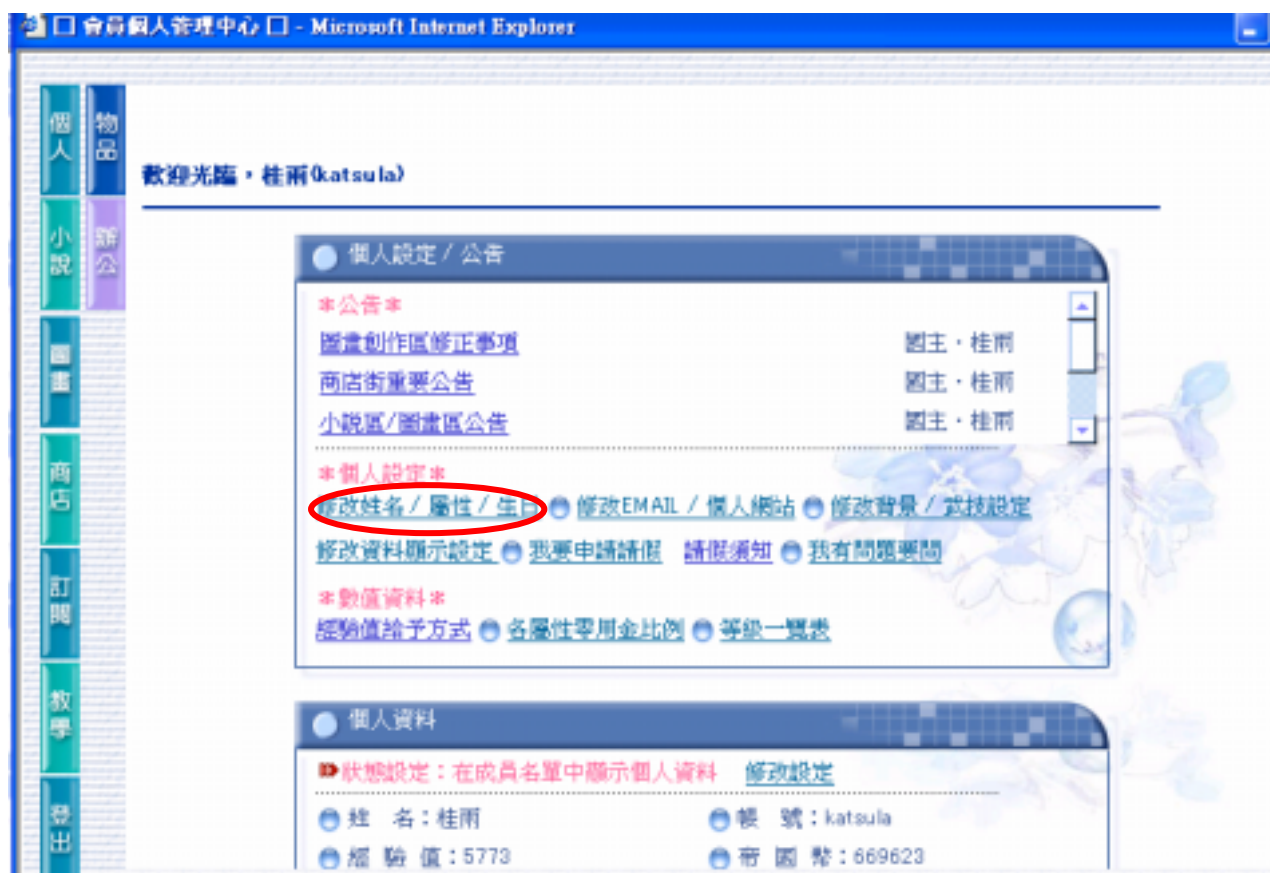 □ 會員個人管理中心 □ - Microsoft Internet Explorer
個人
物品
小說
辦公
圖畫
商店
訂閱
教學
登出
歡迎光臨，桂雨(katsula)
個人設定 / 公告
＊公告＊
圖畫創作區修正事項 國主‧桂雨
商店街重要公告 國主‧桂雨
小說區/圖畫區公告 國主‧桂雨
＊個人設定＊
修改姓名 / 屬性 / 生日 修改EMAIL / 個人網站 修改背景 / 武技設定
修改資料顯示設定 我要申請請假 請假須知 我有問題要問
＊數值資料＊
經驗值給予方式 各屬性零用金比例 等級一覽表
個人資料
狀態設定：在成員名單中顯示個人資料 修改設定
姓 名：桂雨 帳 號：katsula
經 驗 值：5773 帝 國 幣：669623